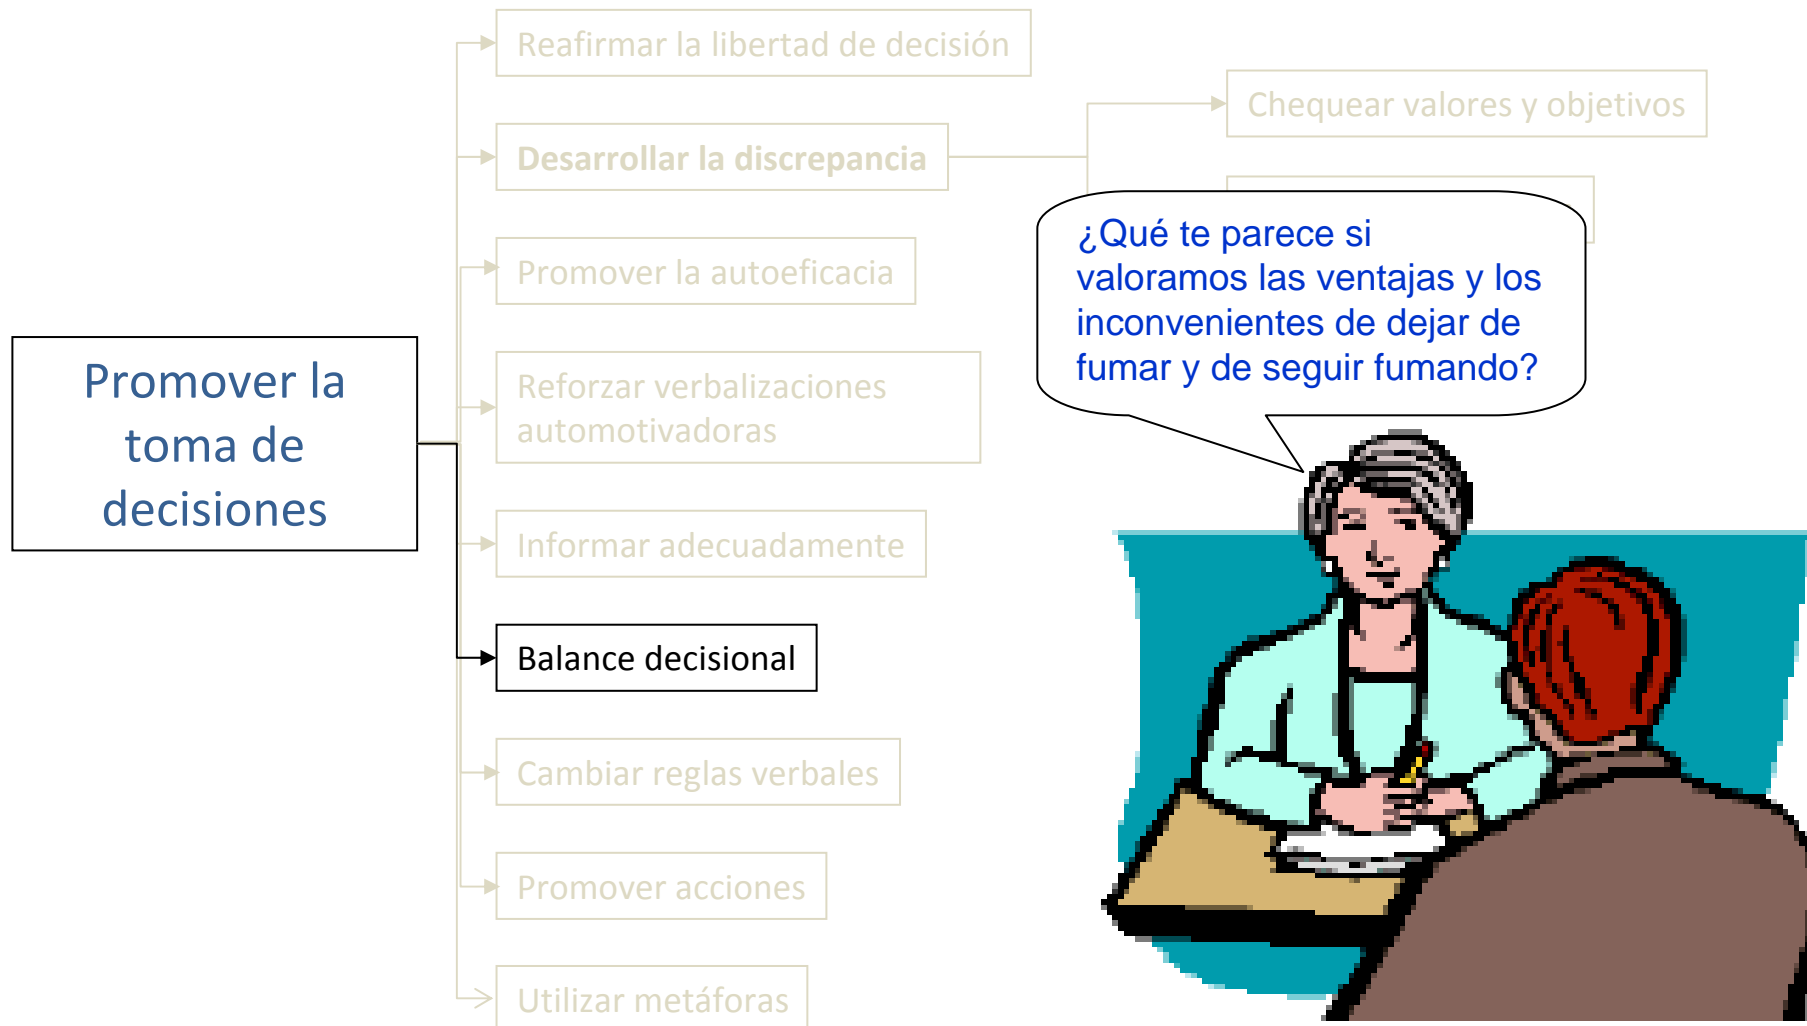 Reafirmar la libertad de decisión
Chequear valores y objetivos
Desarrollar la discrepancia
¿Qué te parece si
valoramos las ventajas y los
inconvenientes de dejar de
fumar y de seguir fumando?
Promover la autoeficacia
Promover la
toma de
decisiones
Reforzar verbalizaciones
automotivadoras
Informar adecuadamente
Balance decisional
Cambiar reglas verbales
Promover acciones
Utilizar metáforas